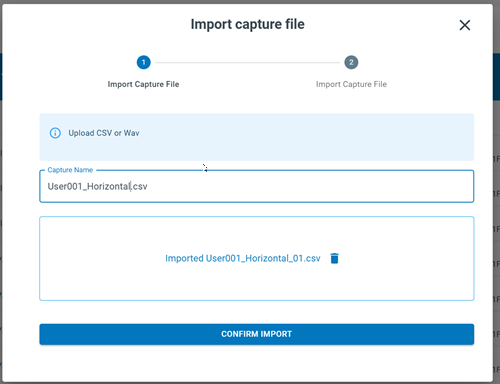 Import capture file
1
2
Import Capture File
Import Capture File
Upload CSV or Wav
Capture Name
User001_Horizontal.csv
Imported User001_Horizontal_01.csv
CONFIRM IMPORT